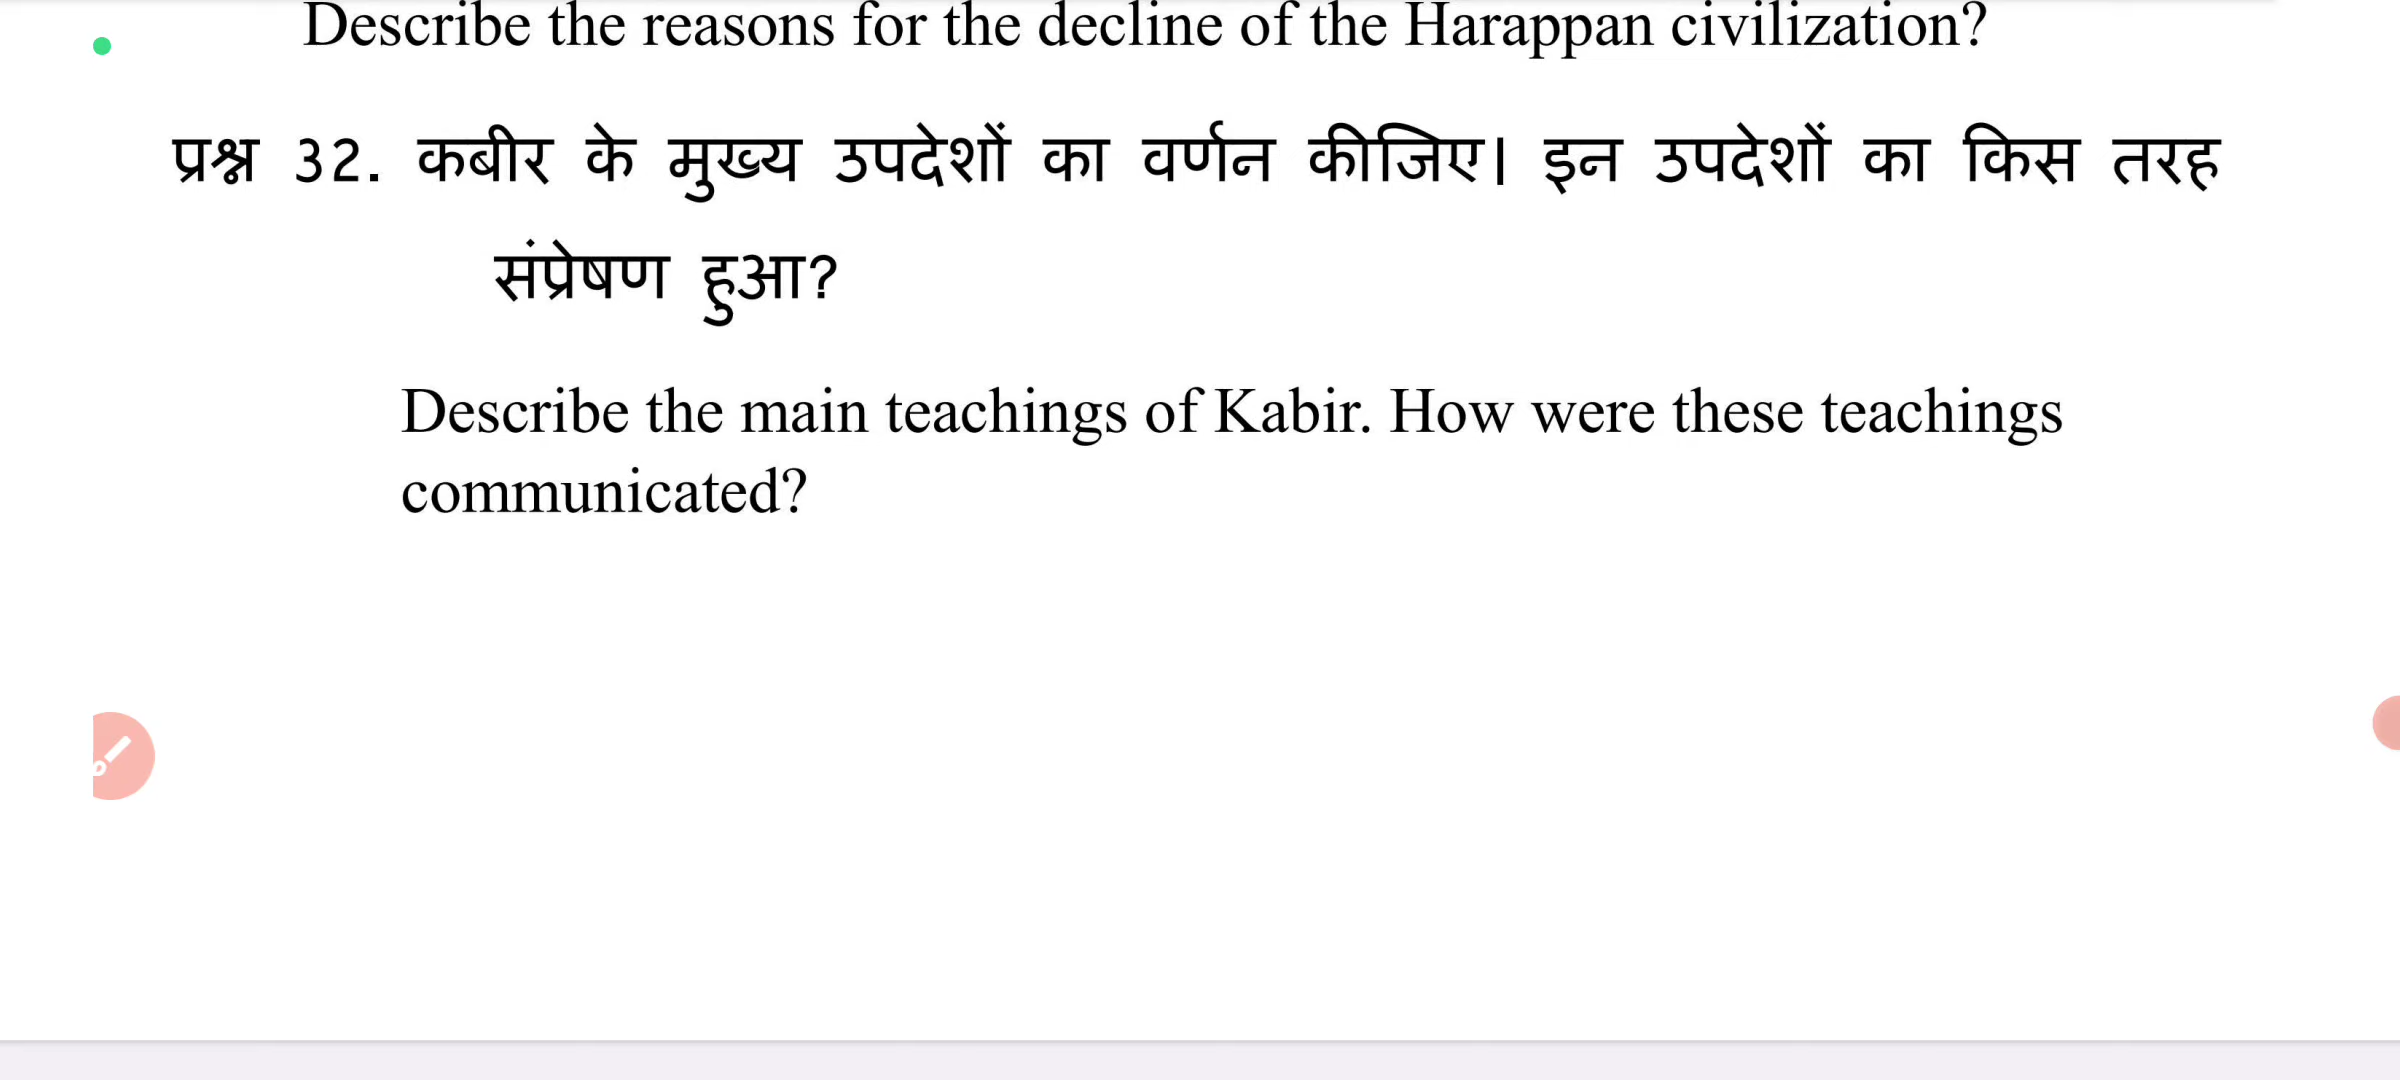 Describe the reasons for the decline of the Harappan civilization?
प्रश्न 32. कबीर के मुख्य उपदेशों का वर्णन कीजिए। इन उपदेशों का किस तरह
संप्रेषण हुआ?
Describe the main teachings of Kabir. How were these teachings
communicated?